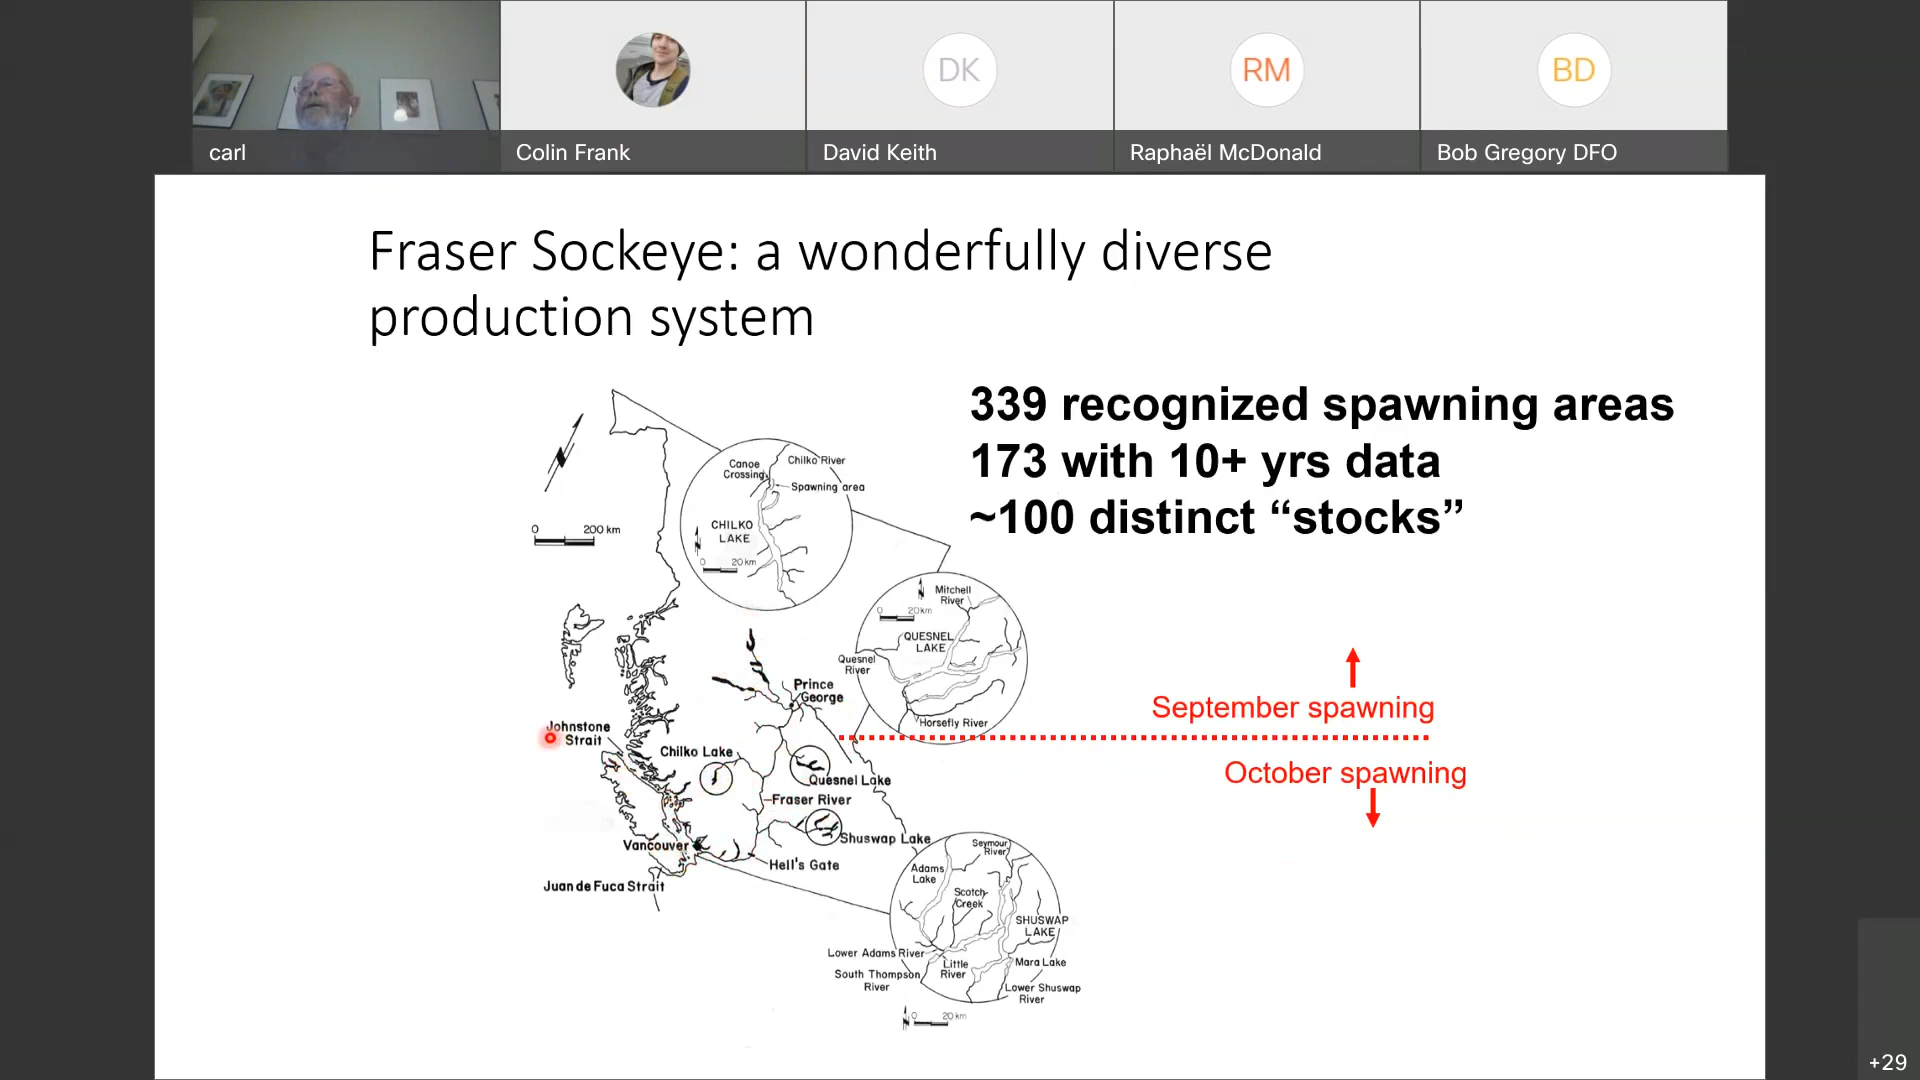 carl
Colin Frank
DK
David Keith
RM
Raphaël McDonald
BD
Bob Gregory DFO
Fraser Sockeye: a wonderfully diverse
production system
339 recognized spawning areas
173 with 10+ yrs data
~100 distinct “stocks”
0 200 km
Canoe
Crossing
Chilko River
Spawning area
CHILKO
LAKE
0 20 km
Mitchell
River
0 20km
QUESNEL
LAKE
Quesnel
River
Horsefly River
September spawning
October spawning
Prince
George
Johnstone
Strait
Chilko Lake
Quesnel Lake
Fraser River
Shuswap Lake
Vancouver
Hell's Gate
Juan de Fuca Strait
Seymour
River
Adams
Lake
Scotch
Creek
SHUSWAP
LAKE
Lower Adams River
Little
River
Mara Lake
South Thompson
River
Lower Shuswap
River
N 0 20 km
+29